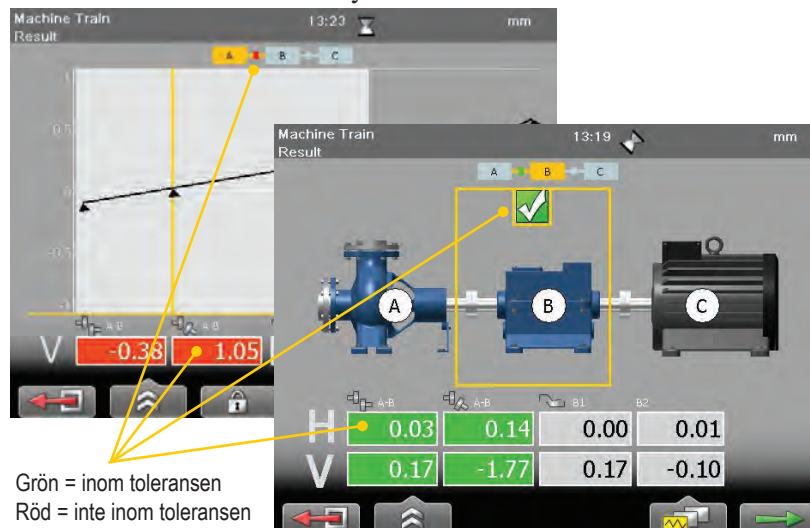 Machine Train 13:23 mm
Result
A B C
1
0.5
0
-0.5
A-B A-B
V -0.38 1.05
Machine Train 13:19 mm
Result
A B C
A B C
A-B A-B B1 B2
H 0.03 0.14 0.00 0.01
V 0.17 -1.77 0.17 -0.10
Grön = inom toleransen
Röd = inte inom toleransen